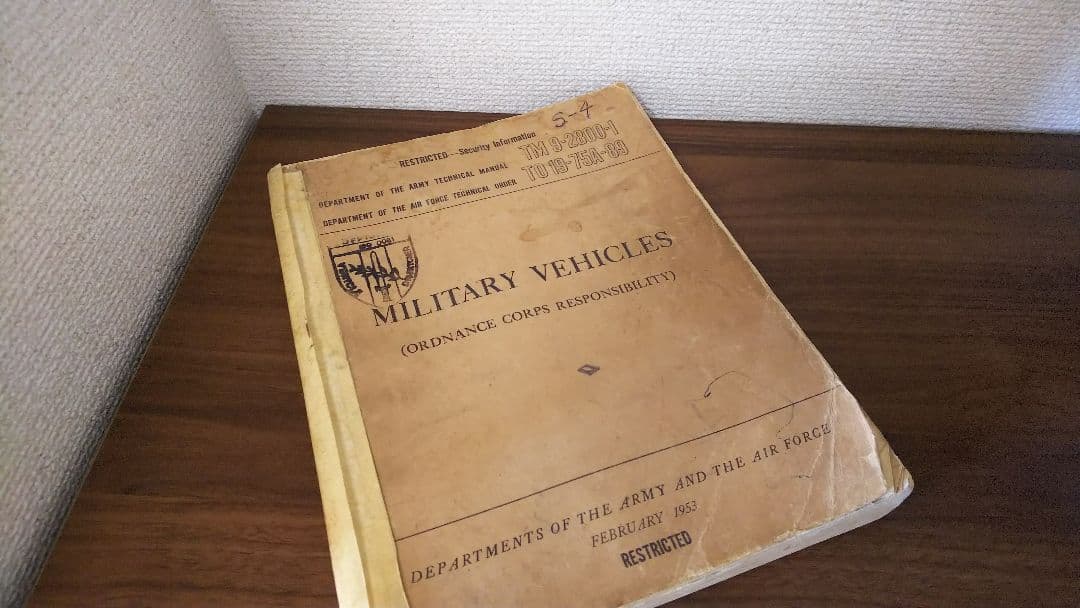 S-4
RESTRICTED--Security Information
DEPARTMENT OF THE ARMY TECHNICAL MANUAL TM 9-2800-1
DEPARTMENT OF THE AIR FORCE TECHNICAL ORDER TO 19-75A-89
MILITARY VEHICLES
(ORDNANCE CORPS RESPONSIBILITY)
DEPARTMENTS OF THE ARMY AND THE AIR FORCE
FEBRUARY 1953
RESTRICTED